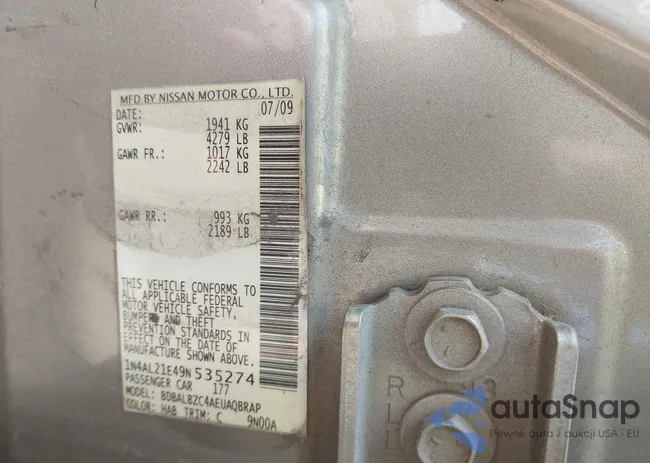 MFD BY NISSAN MOTOR CO., LTD.
DATE: 07/09
GVWR: 1941 KG
4279 LB
GAWR FR.: 1017 KG
2242 LB
GAWR RR.: 993 KG
2189 LB
THIS VEHICLE CONFORMS TO
ALL APPLICABLE FEDERAL
MOTOR VEHICLE SAFETY,
BUMPER AND THEFT
PREVENTION STANDARDS IN
EFFECT ON THE DATE OF
MANUFACTURE SHOWN ABOVE.
1N4AL21E49N 535274
PASSENGER CAR 177
MODEL: BDBALBZC4AEUAQBRAP
COLOR: HAB TRIM: C 9N00A
autoSnap
Pewne auta z aukcji USA i EU